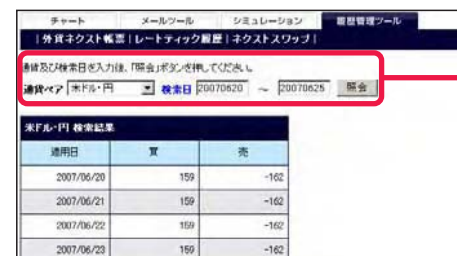 チャート メールツール シミュレーション 履歴管理ツール
|外貨ネクスト帳票|レートティック履歴|ネクストスワップ|
通貨及び検索日を入力後、「照会」ボタンを押してください。
通貨ペア 米ドル・円 検索日 20070620 ～ 20070625 照会
米ドル・円 検索結果
適用日 買 売
2007/06/20 159 -162
2007/06/21 159 -162
2007/06/22 159 -162
2007/06/23 159 -162